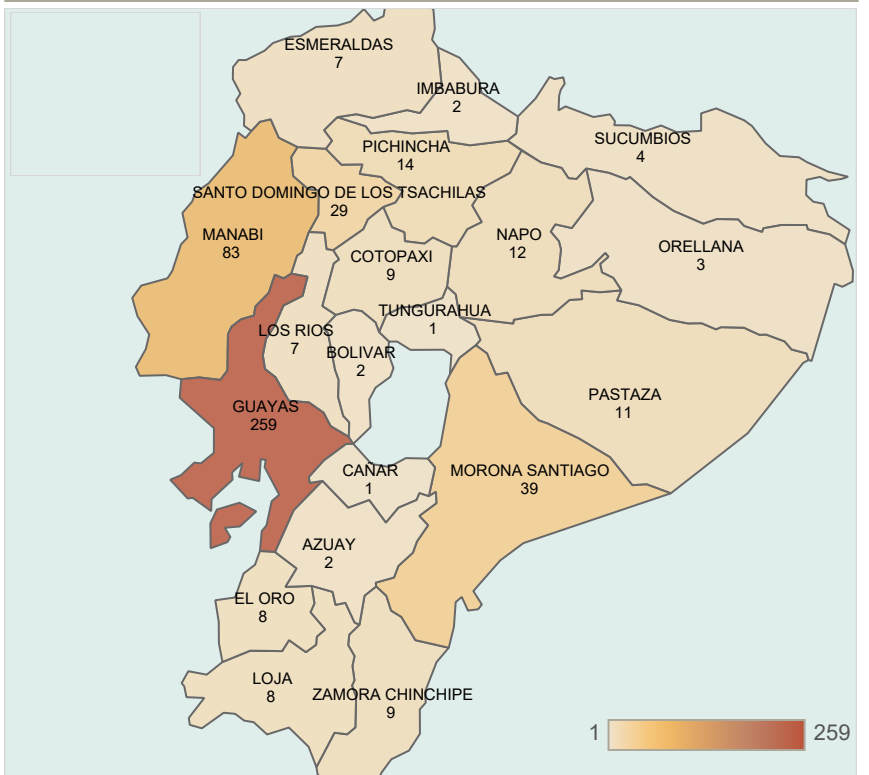 ESMERALDAS
7
IMBABURA
2
SUCUMBIOS
4
PICHINCHA
14
SANTO DOMINGO DE LOS TSACHILAS
29
MANABI
83
NAPO
12
ORELLANA
3
COTOPAXI
9
TUNGURAHUA
1
LOS RIOS
7
BOLIVAR
2
PASTAZA
11
GUAYAS
259
CAÑAR
1
MORONA SANTIAGO
39
AZUAY
2
EL ORO
8
LOJA
8
ZAMORA CHINCHIPE
9
1
259